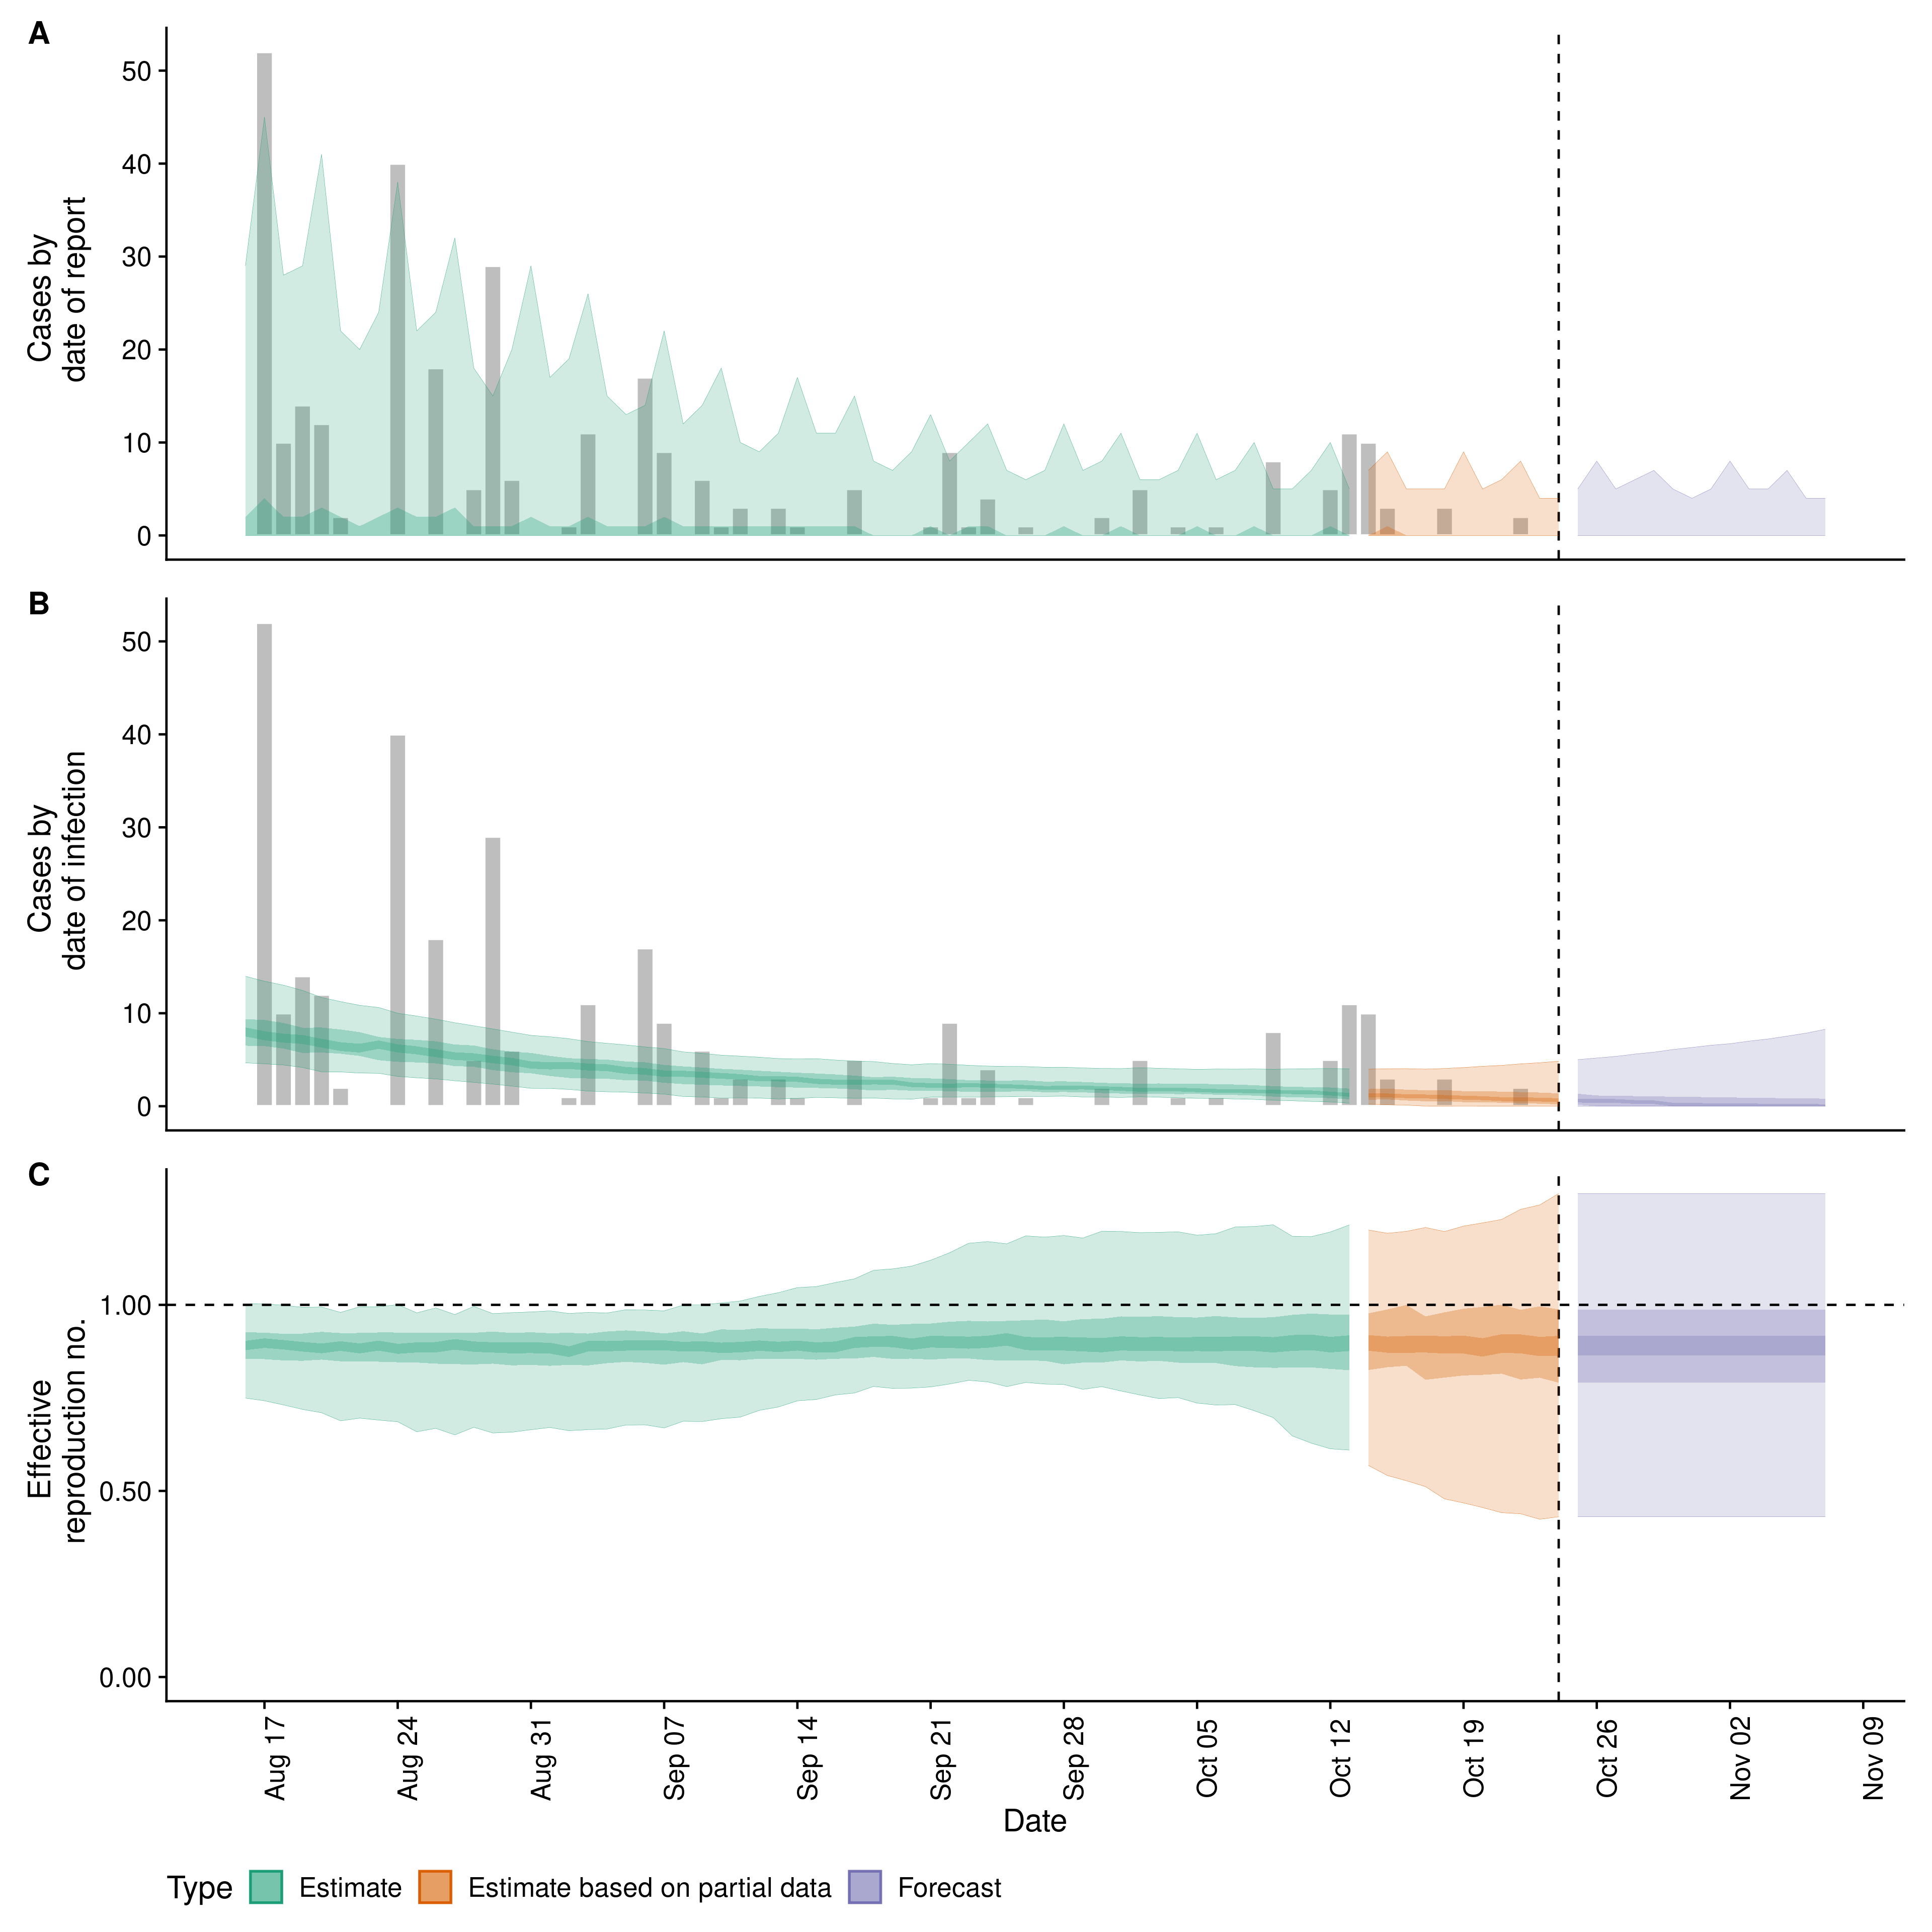 A
50
40
30
20
10
0
Cases by
date of report
B
50
40
30
20
10
0
Cases by
date of infection
C
1.00
0.50
0.00
Effective
reproduction no.
Aug 17
Aug 24
Aug 31
Sep 07
Sep 14
Sep 21
Sep 28
Oct 05
Oct 12
Oct 19
Oct 26
Nov 02
Nov 09
Date
Type Estimate Estimate based on partial data Forecast